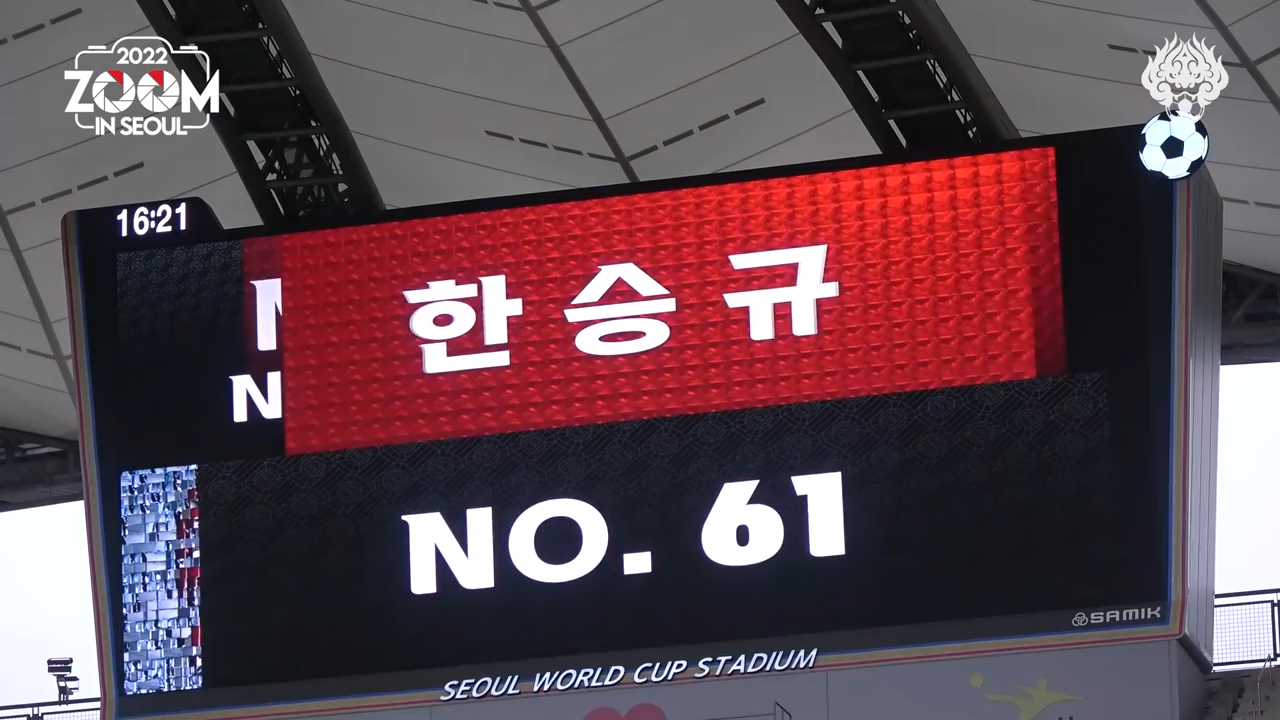 2022
ZOOM
IN SEOUL
16:21
한승규
NO. 61
SAMIK
SEOUL WORLD CUP STADIUM